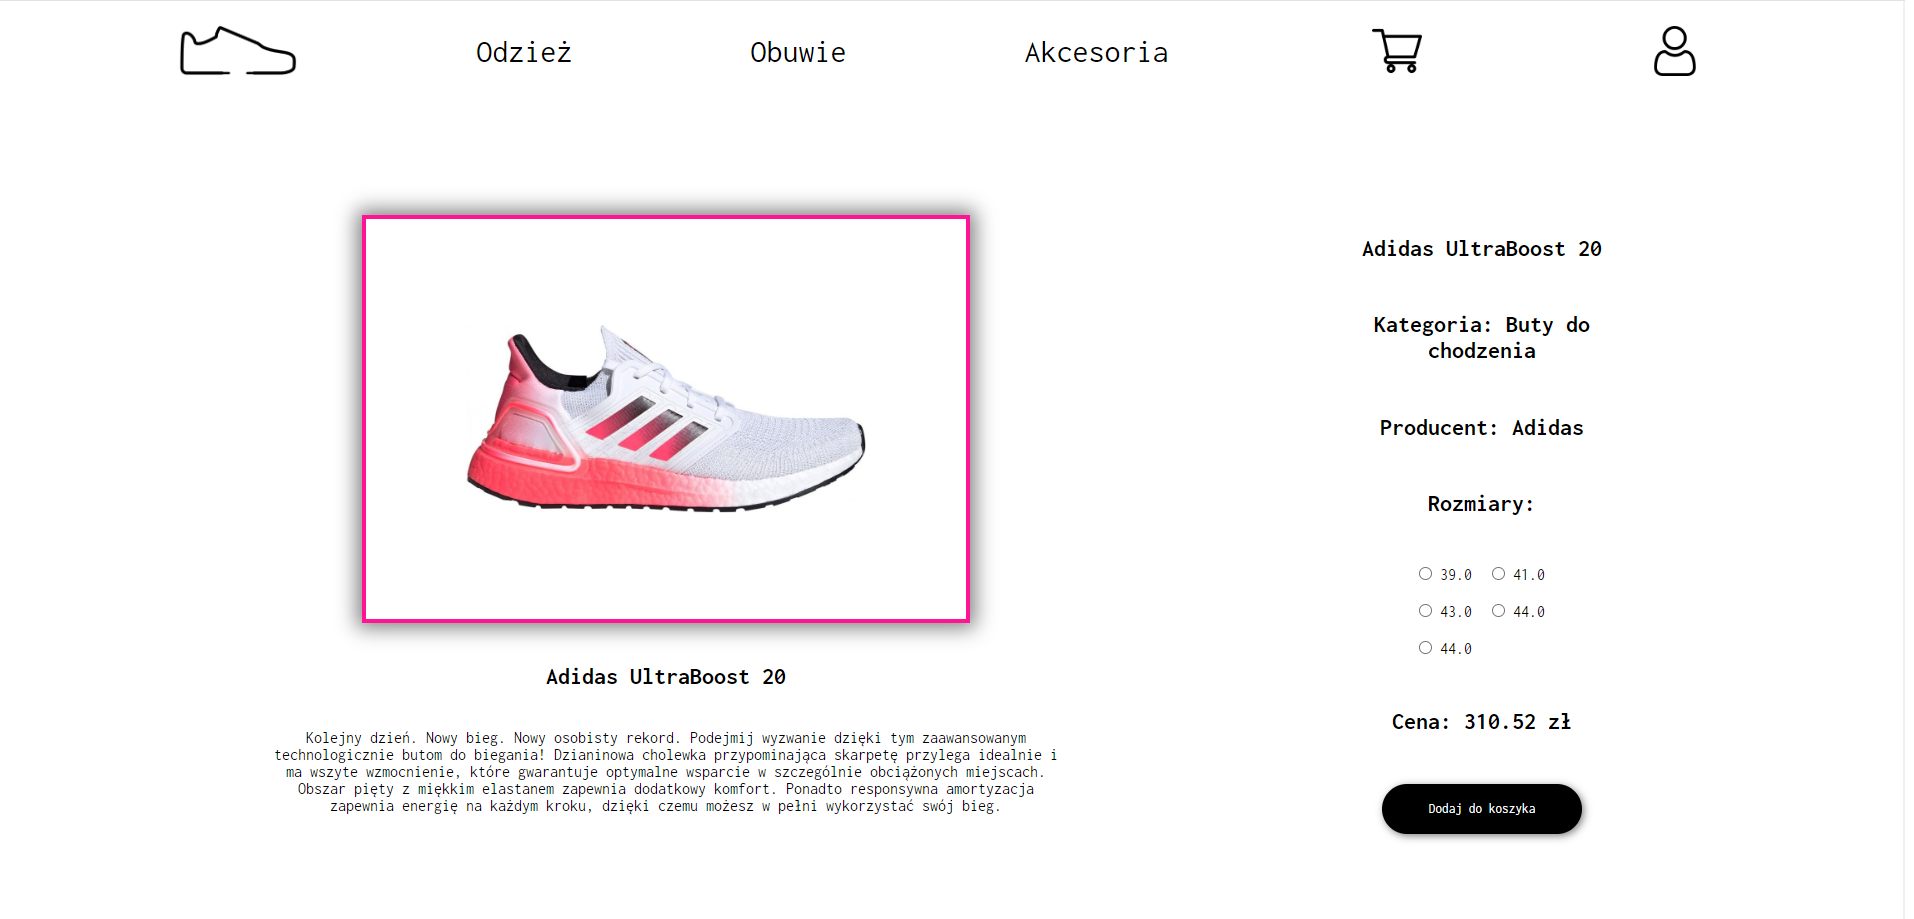 Odzież
Obuwie
Akcesoria
Adidas UltraBoost 20
Kolejny dzień. Nowy bieg. Nowy osobisty rekord. Podejmij wyzwanie dzięki tym zaawansowanym
technologicznie butom do biegania! Dzianinowa cholewka przypominająca skarpetę przylega idealnie i
ma wszyte wzmocnienie, które gwarantuje optymalne wsparcie w szczególnie obciążonych miejscach.
Obszar pięty z miękkim elastanem zapewnia dodatkowy komfort. Ponadto responsywna amortyzacja
zapewnia energię na każdym kroku, dzięki czemu możesz w pełni wykorzystać swój bieg.
Adidas UltraBoost 20
Kategoria: Buty do
chodzenia
Producent: Adidas
Rozmiary:
39.0 41.0
43.0 44.0
44.0
Cena: 310.52 zł
Dodaj do koszyka